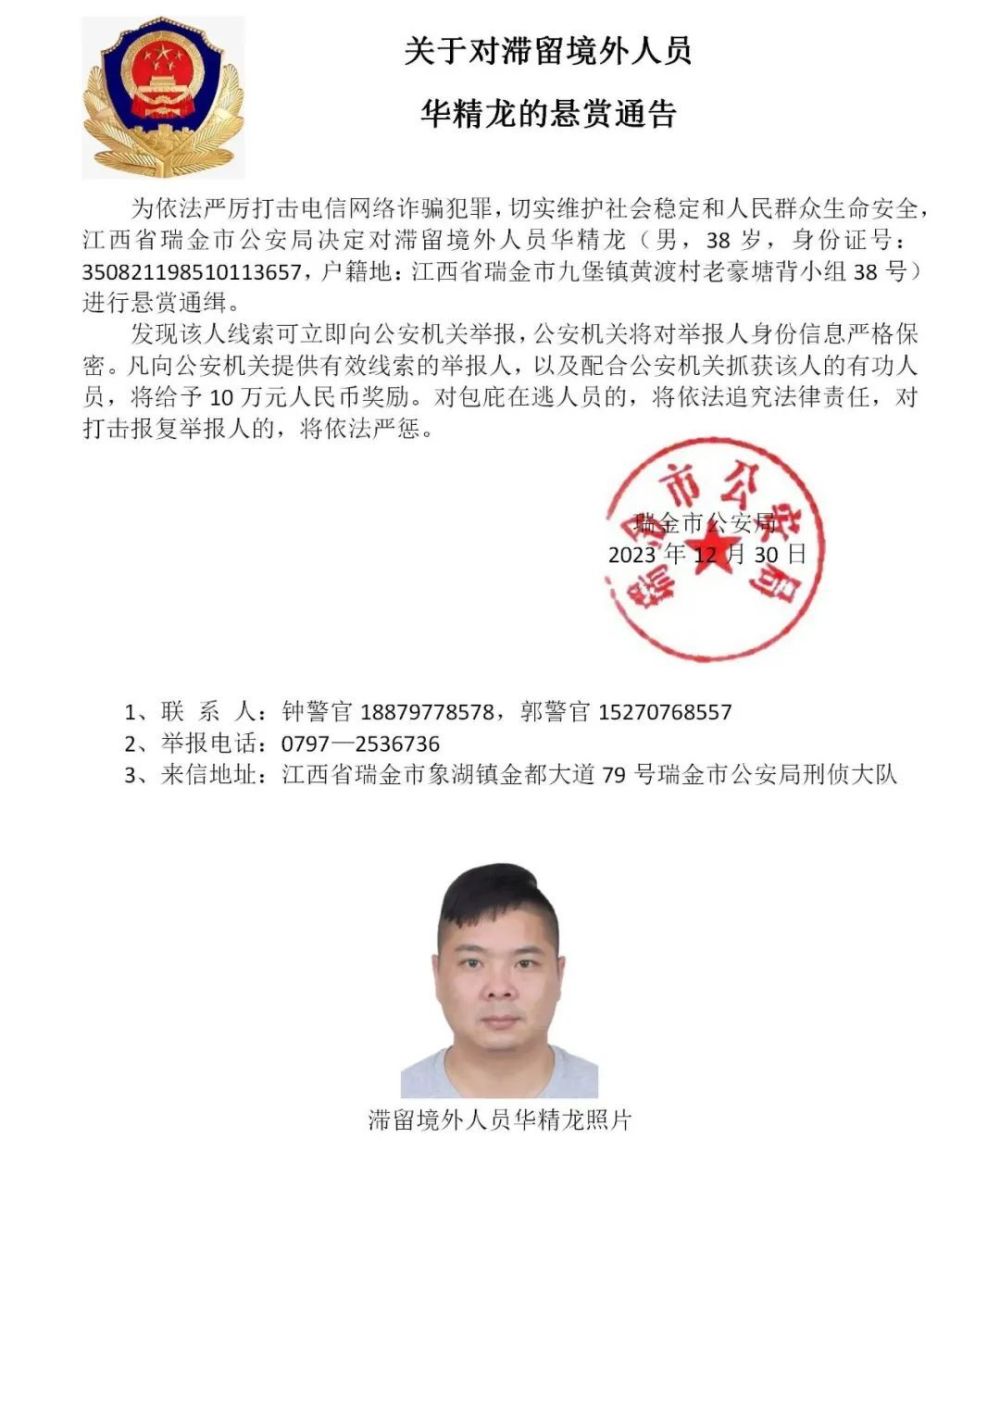 关于对滞留境外人员
华精龙的悬赏通告
为依法严厉打击电信网络诈骗犯罪，切实维护社会稳定和人民群众生命安全，
江西省瑞金市公安局决定对滞留境外人员华精龙（男，38 岁，身份证号：
350821198510113657，户籍地：江西省瑞金市九堡镇黄渡村老豪塘背小组 38 号）
进行悬赏通缉。
发现该人线索可立即向公安机关举报，公安机关将对举报人身份信息严格保
密。凡向公安机关提供有效线索的举报人，以及配合公安机关抓获该人的有功人
员，将给予 10 万元人民币奖励。对包庇在逃人员的，将依法追究法律责任，对
打击报复举报人的，将依法严惩。
瑞金市公安局
瑞金市公安局
2023 年 12 月 30 日
1、联 系 人：钟警官 18879778578，郭警官 15270768557
2、举报电话：0797—2536736
3、来信地址：江西省瑞金市象湖镇金都大道 79 号瑞金市公安局刑侦大队
滞留境外人员华精龙照片